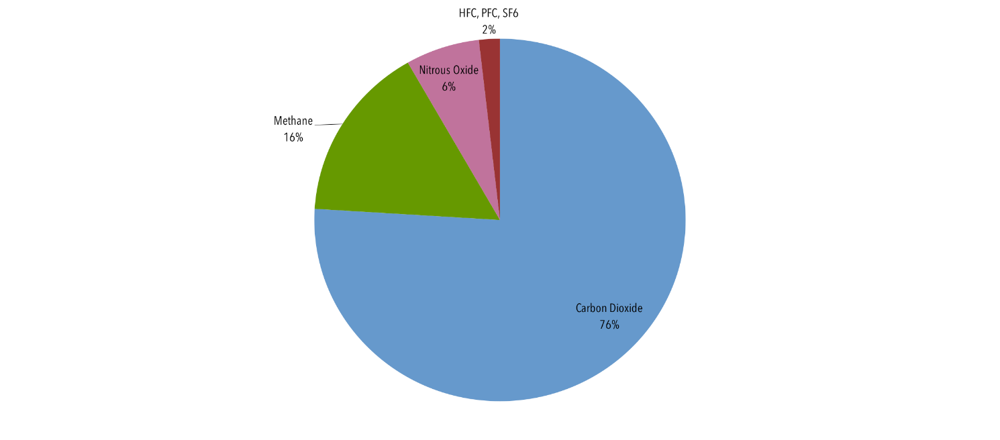 HFC, PFC, SF6
2%
Nitrous Oxide
6%
Methane
16%
Carbon Dioxide
76%